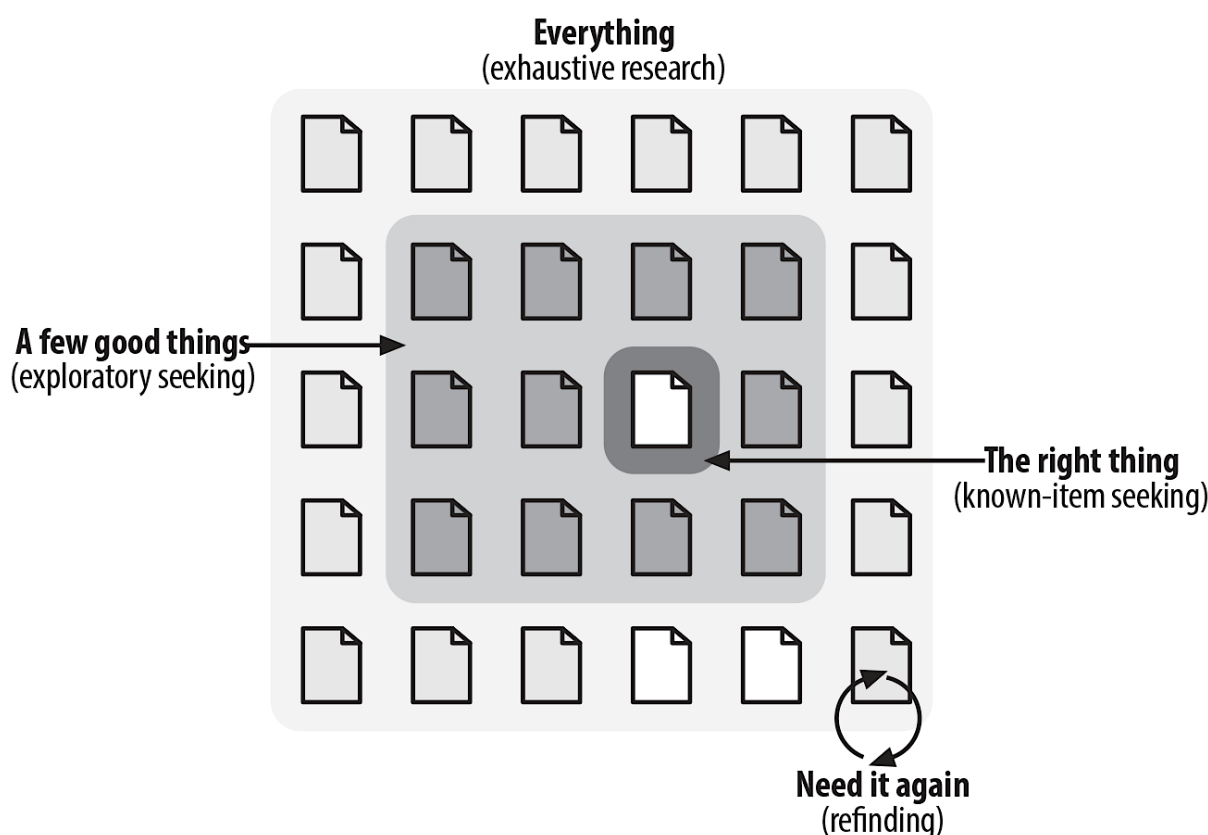 Everything
(exhaustive research)
A few good things
(exploratory seeking)
The right thing
(known-item seeking)
Need it again
(refinding)